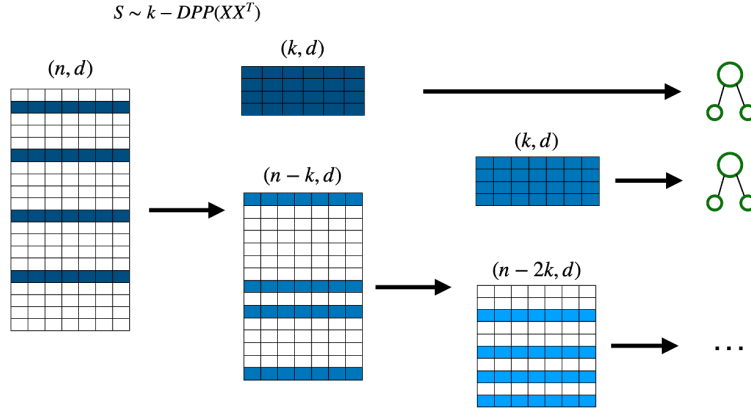 S ∼ k − DPP(XX^T)
(n, d)
(k, d)
(k, d)
(n − k, d)
(n − 2k, d)
...